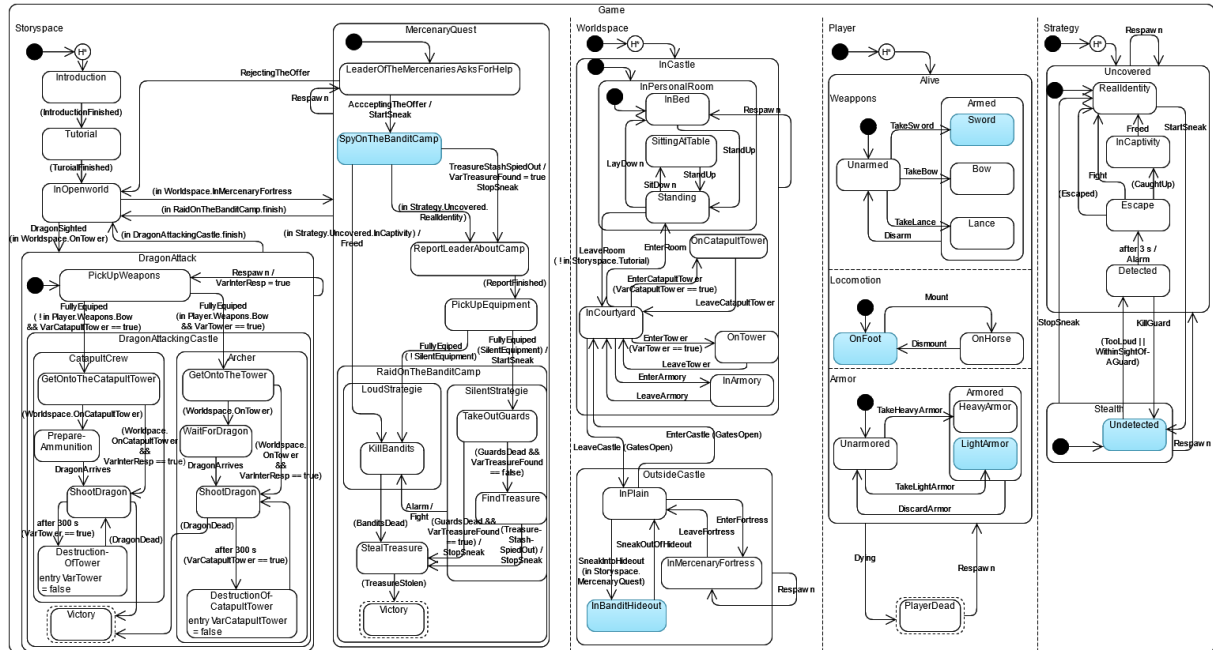 Game
Storyspace
H*
Introduction
(IntroductionFinished)
Tutorial
(TuroialFinished)
InOpenworld
RejectingTheOffer
(in Worldspace.InMercenaryFortress
(in RaidOnTheBanditCamp.finish)
DragonSighted
(in Worldspace.OnTower)
(in DragonAttackingCastle.finish)
DragonAttack
PickUpWeapons
Respawn /
VarInterResp = true
FullyEquiped
( ! in Player.Weapons.Bow
&& VarCatapultTower == true)
FullyEquiped
(in Player.Weapons.Bow
&& VarTower == true)
DragonAttackingCastle
CatapultCrew
GetOntoTheCatapultTower
(Worldspace.OnCatapultTower)
Prepare-
Ammunition
(Worldspace.
OnCatapultTower
&&
VarInterResp == true)
DragonArrives
ShootDragon
after 300 s
(VarTower == true)
(DragonDead)
Destruction-
OfTower
entry VarTower
= false
Victory
Archer
GetOntoTheTower
(Worldspace.OnTower)
WaitForDragon
(Worldspace.
OnTower
&&
VarInterResp == true)
DragonArrives
ShootDragon
(DragonDead)
after 300 s
(VarCatapultTower == true)
DestructionOf-
CatapultTower
entry VarCatapultTower
= false
MercenaryQuest
LeaderOfTheMercenariesAsksForHelp
Respawn
AccceptingTheOffer /
StartSneak
SpyOnTheBanditCamp
TreasureStashSpiedOut /
VarTreasureFound = true
StopSneak
(in Strategy.Uncovered.
RealIdentity)
(in Strategy.Uncovered.InCaptivity) /
Freed
ReportLeaderAboutCamp
(ReportFinished)
PickUpEquipment
FullyEqiped
( ! SilentEquipment)
FullyEquiped
(SilentEquipment) /
StartSneak
RaidOnTheBanditCamp
LoudStrategie
KillBandits
(BanditsDead)
StealTreasure
(TreasureStolen)
Victory
SilentStrategie
TakeOutGuards
(GuardsDead &&
VarTreasureFound
== false)
FindTreasure
Alarm /
Fight
(GuardsDead &&
VarTreasureFound
== true) /
StopSneak
(Treasure-
Stash-
SpiedOut) /
StopSneak
Worldspace
H*
InCastle
InPersonalRoom
InBed
Respawn
SittingAtTable
StandUp
LayDown
StandUp
SitDown
Standing
LeaveRoom
( ! in Storyspace.Tutorial)
EnterRoom
OnCatapultTower
EnterCatapultTower
(VarCatapultTower == true)
LeaveCatapultTower
InCourtyard
EnterTower
(VarTower == true)
OnTower
LeaveTower
EnterArmory
InArmory
LeaveArmory
EnterCastle (GatesOpen)
LeaveCastle (GatesOpen)
OutsideCastle
InPlain
EnterFortress
LeaveFortress
SneakOutOfHideout
SneakIntoHideout
(in Storyspace.
MercenaryQuest)
InMercenaryFortress
Respawn
InBanditHideout
Player
H*
Alive
Weappons
Armed
TakeSword
Sword
Unarmed
TakeBow
Bow
TakeLance
Lance
Disarm
Locomotion
Mount
OnFoot
OnHorse
Dismount
Armor
Armored
TakeHeavyArmor
HeavyArmor
Unarmored
LightArmor
TakeLightArmor
DiscardArmor
Dying
Respawn
PlayerDead
Strategy
H*
Respawn
Uncovered
RealIdentity
Freed
StartSneak
InCaptivity
Fight
(CaughtUp)
(Escaped)
Escape
after 3 s /
Alarm
Detected
StopSneak
KillGuard
(TooLoud ||
WithinSightOf-
AGuard)
Stealth
Undetected
Respawn